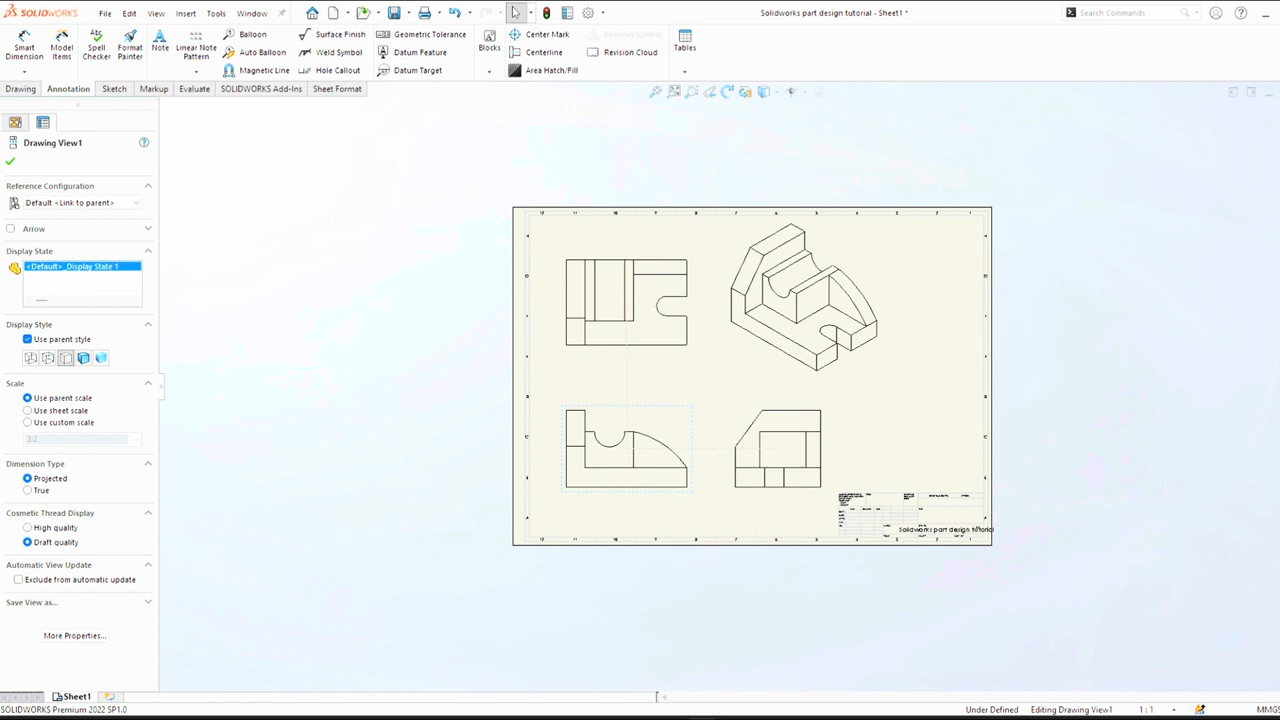 SOLIDWORKS
File
Edit
View
Insert
Tools
Window
Solidworks part design tutorial - Sheet1 *
Search Commands
Smart Dimension
Model Items
Spell Checker
Format Painter
Note
Linear Note Pattern
Balloon
Auto Balloon
Magnetic Line
Surface Finish
Weld Symbol
Hole Callout
Geometric Tolerance
Datum Feature
Datum Target
Blocks
Center Mark
Centerline
Area Hatch/Fill
Revision Symbol
Revision Cloud
Tables
Drawing
Annotation
Sketch
Markup
Evaluate
SOLIDWORKS Add-Ins
Sheet Format
Drawing View1
Reference Configuration
Default <Link to parent>
Arrow
Display State
<Default>_Display State 1
Display Style
Use parent style
Scale
Use parent scale
Use sheet scale
Use custom scale
3:2
Dimension Type
Projected
True
Cosmetic Thread Display
High quality
Draft quality
Automatic View Update
Exclude from automatic update
Save View as...
More Properties...
Solidworks part design tutorial
Sheet1
SOLIDWORKS Premium 2022 SP1.0
Under Defined
Editing Drawing View1
1 : 1
MMGS